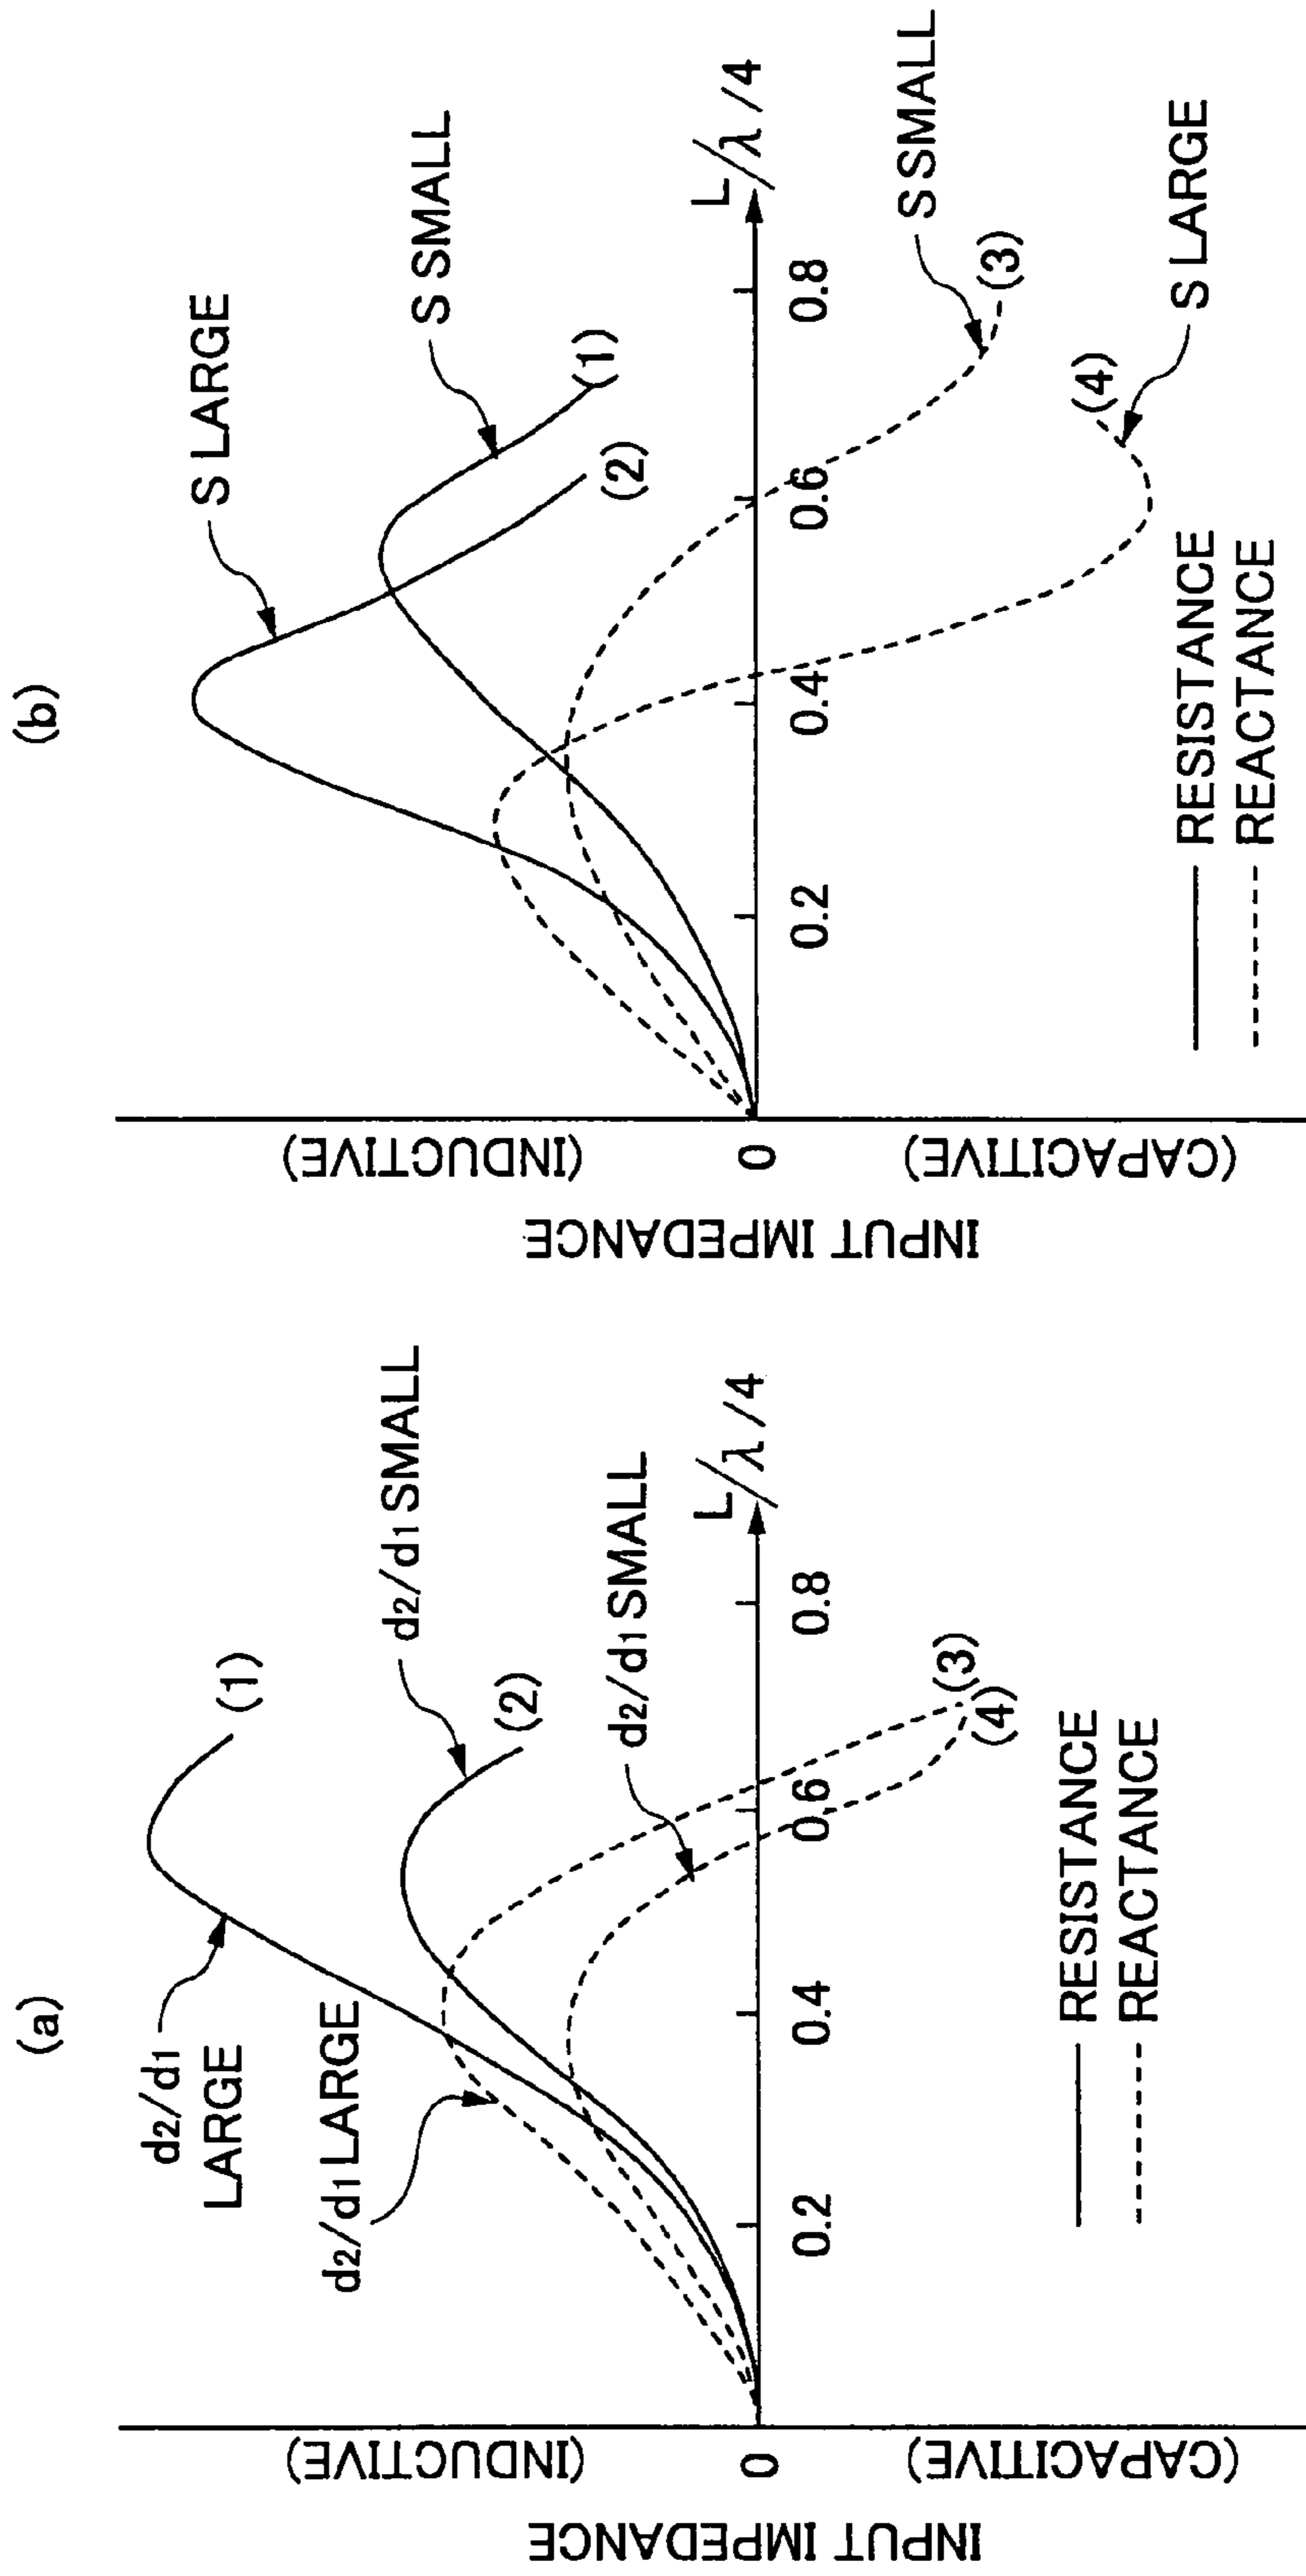 (a)
INPUT IMPEDANCE
(CAPACITIVE)
0
(INDUCTIVE)
d2/d1
LARGE
d2/d1 LARGE
(1)
d2/d1 SMALL
(2)
d2/d1 SMALL
0.2
0.4
0.6
0.8
L/λ/4
(3)
(4)
RESISTANCE
REACTANCE
(b)
INPUT IMPEDANCE
(CAPACITIVE)
0
(INDUCTIVE)
S LARGE
S SMALL
(1)
(2)
0.2
0.4
0.6
0.8
L/λ/4
S SMALL
(3)
(4)
S LARGE
RESISTANCE
REACTANCE